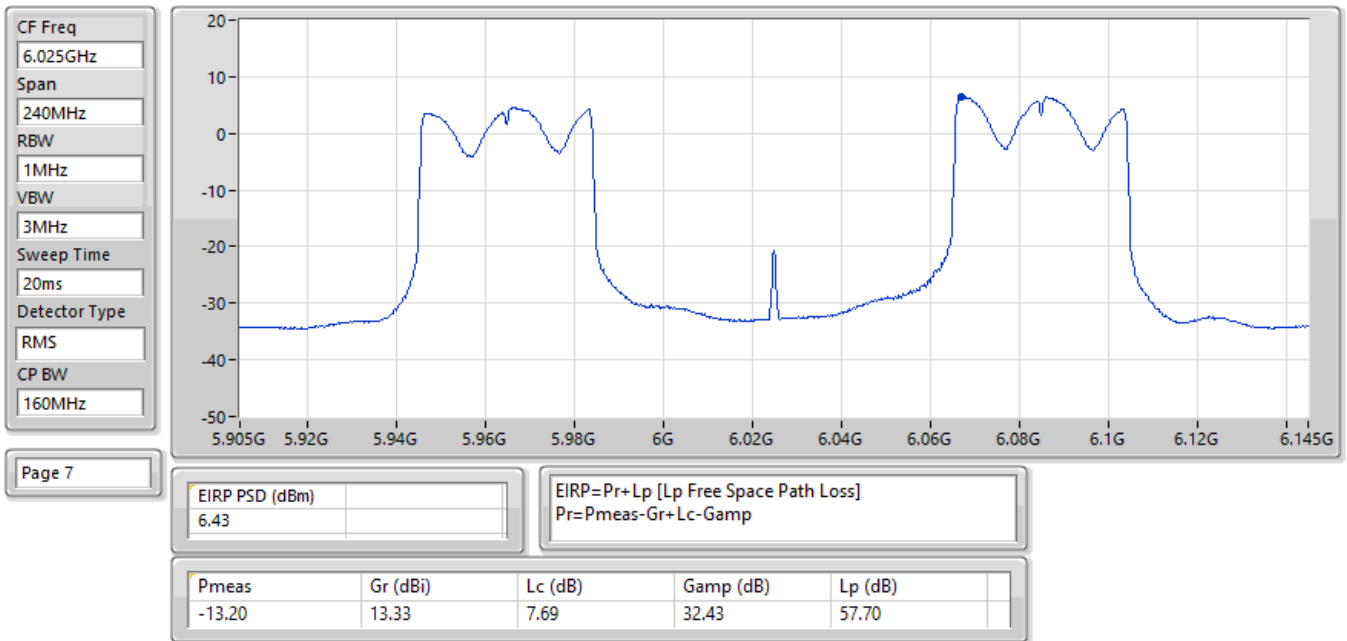 CF Freq
6.025GHz
Span
240MHz
RBW
1MHz
VBW
3MHz
Sweep Time
20ms
Detector Type
RMS
CP BW
160MHz
Page 7
20
10
0
-10
-20
-30
-40
-50
5.905G 5.92G 5.94G 5.96G 5.98G 6G 6.02G 6.04G 6.06G 6.08G 6.1G 6.12G 6.145G
EIRP PSD (dBm)
6.43
EIRP=Pr+Lp [Lp Free Space Path Loss]
Pr=Pmeas-Gr+Lc-Gamp
Pmeas Gr (dBi) Lc (dB) Gamp (dB) Lp (dB)
-13.20 13.33 7.69 32.43 57.70